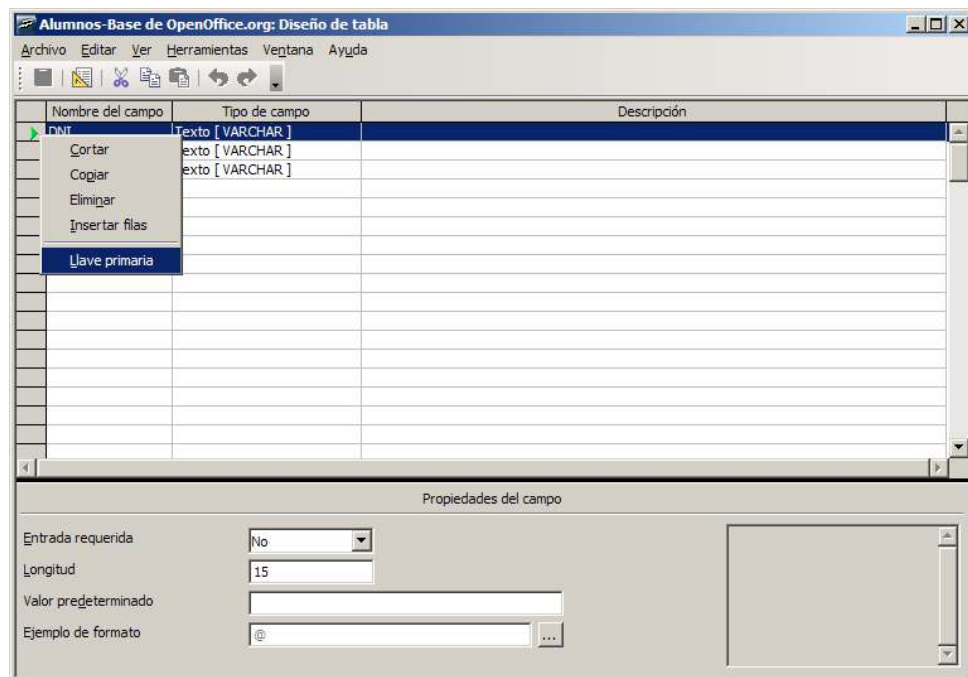 Alumnos-Base de OpenOffice.org: Diseño de tabla
Archivo Editar Ver Herramientas Ventana Ayuda
Nombre del campo Tipo de campo Descripción
DNI Texto [ VARCHAR ]
exto [ VARCHAR ]
exto [ VARCHAR ]
Cortar
Copiar
Eliminar
Insertar filas
Llave primaria
Propiedades del campo
Entrada requerida No
Longitud 15
Valor predeterminado
Ejemplo de formato @ ...